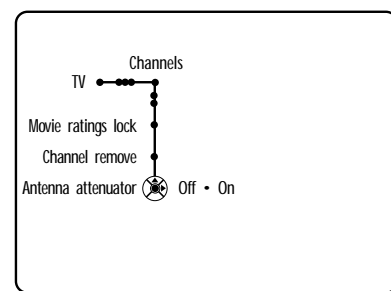 Channels
TV
Movie ratings lock
Channel remove
Antenna attenuator Off • On